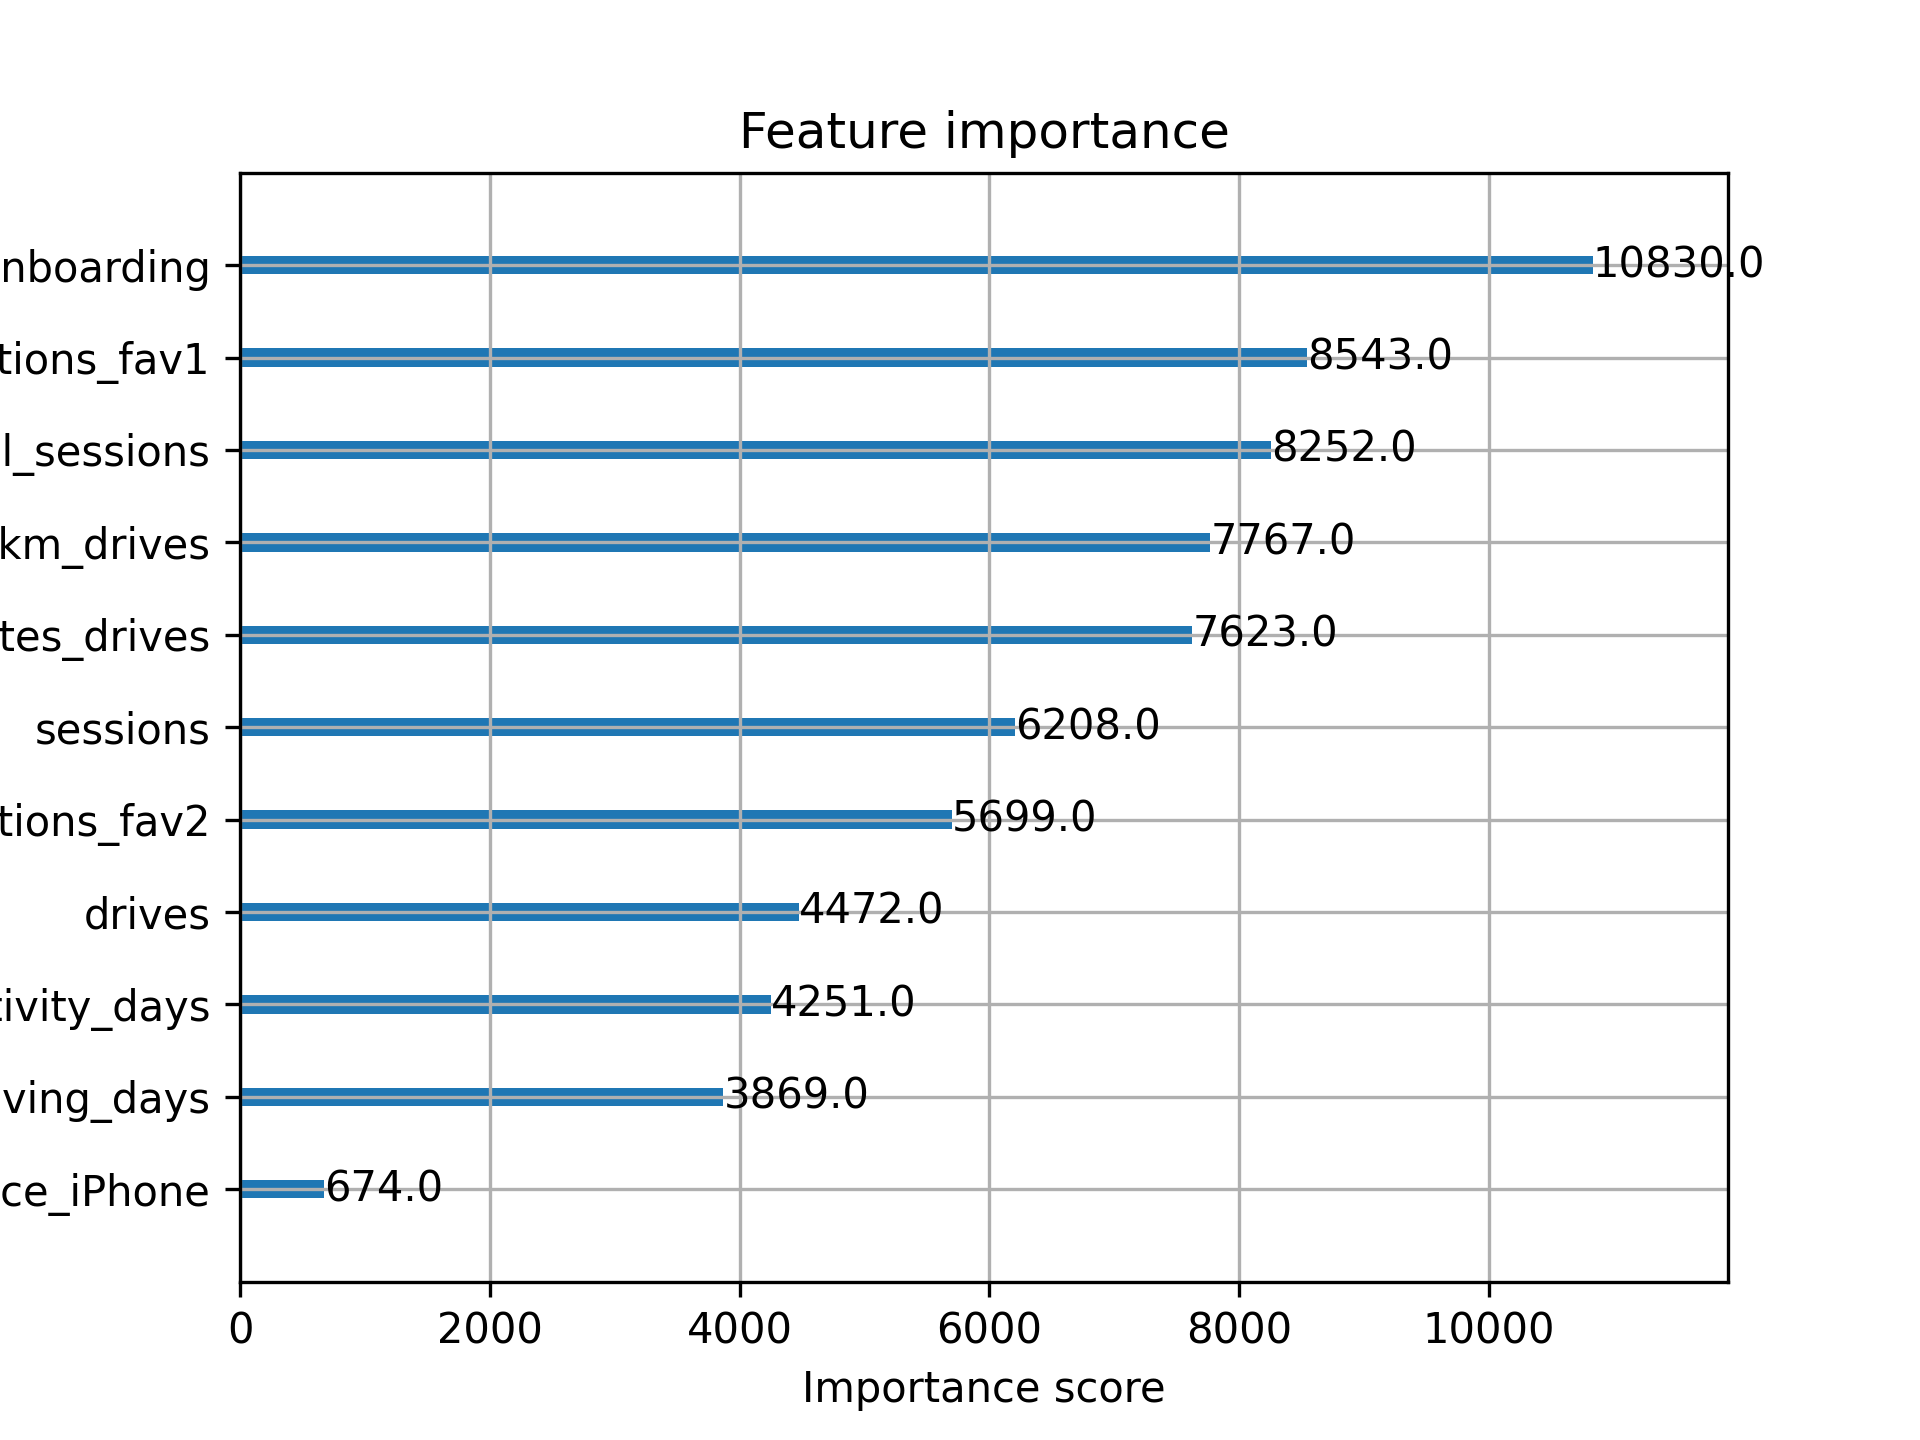 Feature importance
nboarding 10830.0
tions_fav1 8543.0
l_sessions 8252.0
km_drives 7767.0
tes_drives 7623.0
sessions 6208.0
tions_fav2 5699.0
drives 4472.0
tivity_days 4251.0
ving_days 3869.0
ce_iPhone 674.0
0 2000 4000 6000 8000 10000
Importance score